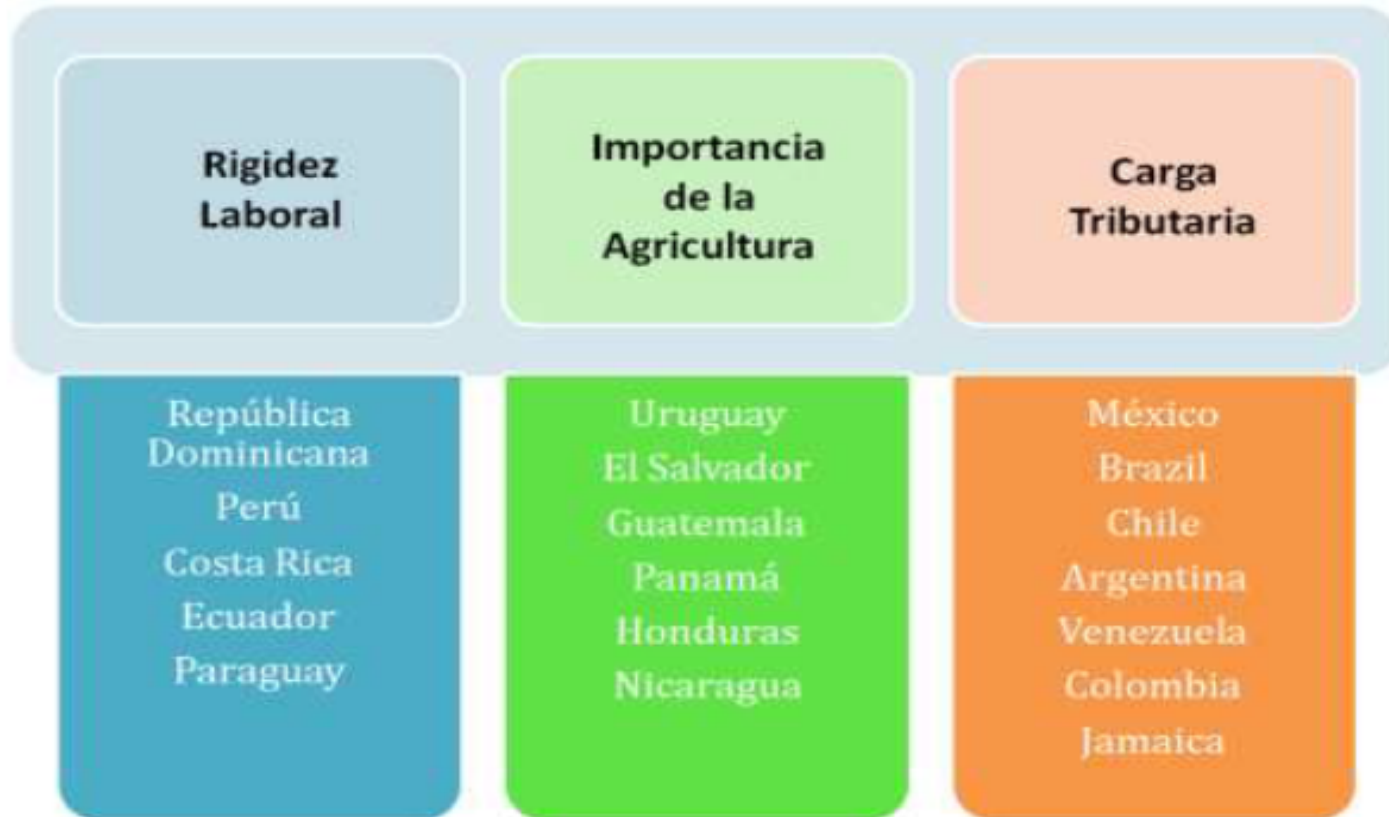 Rigidez
Laboral
Importancia
de la
Agricultura
Carga
Tributaria
República
Dominicana
Perú
Costa Rica
Ecuador
Paraguay
Uruguay
El Salvador
Guatemala
Panamá
Honduras
Nicaragua
México
Brazil
Chile
Argentina
Venezuela
Colombia
Jamaica